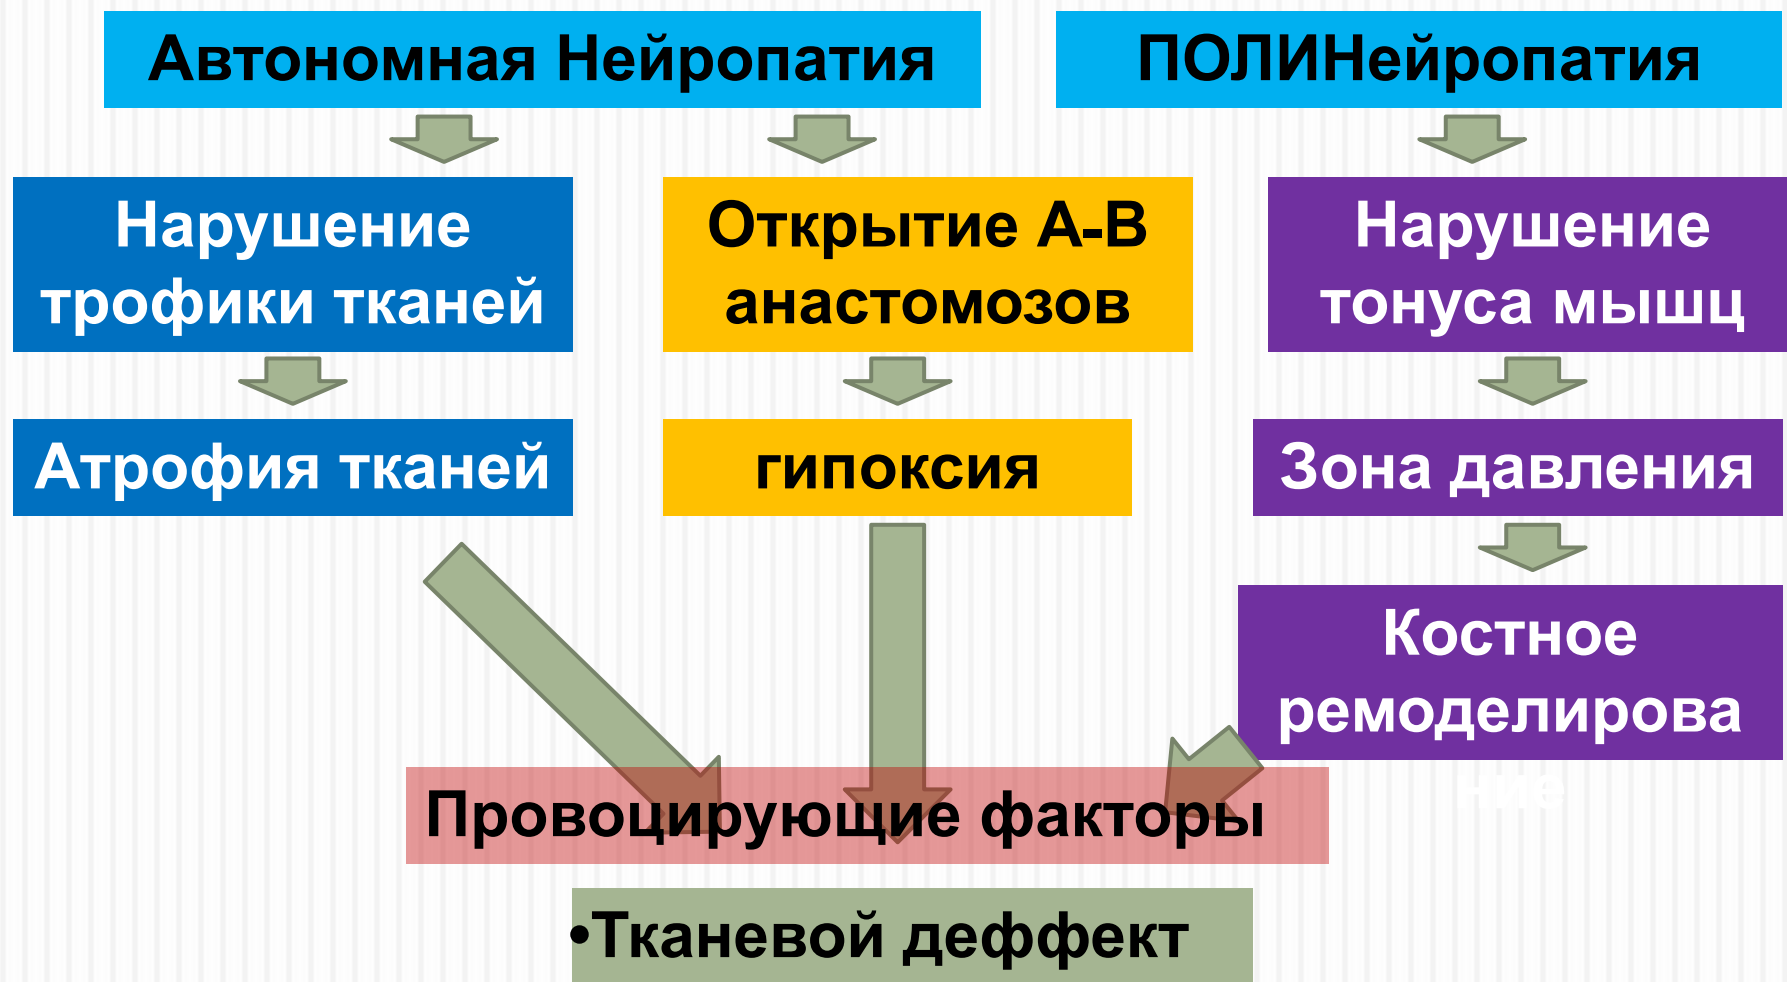 Автономная Нейропатия
ПОЛИНейропатия
Нарушение
трофики тканей
Открытие А-В
анастомозов
Нарушение
тонуса мышц
Атрофия тканей
гипоксия
Зона давления
Костное
ремоделирова
ние
Провоцирующие факторы
•Тканевой деффект